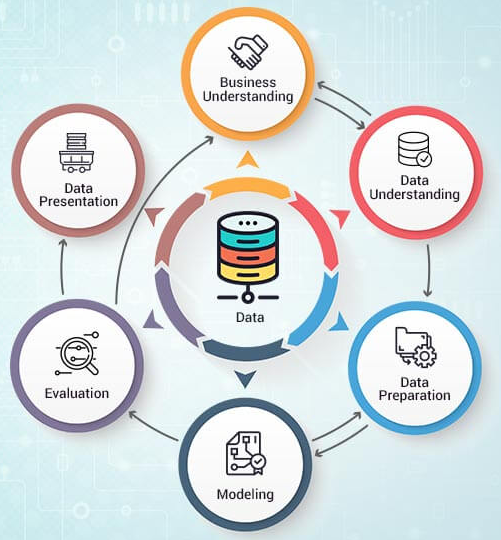 Business
Understanding
Data
Understanding
Data
Preparation
Modeling
Evaluation
Data
Presentation
Data